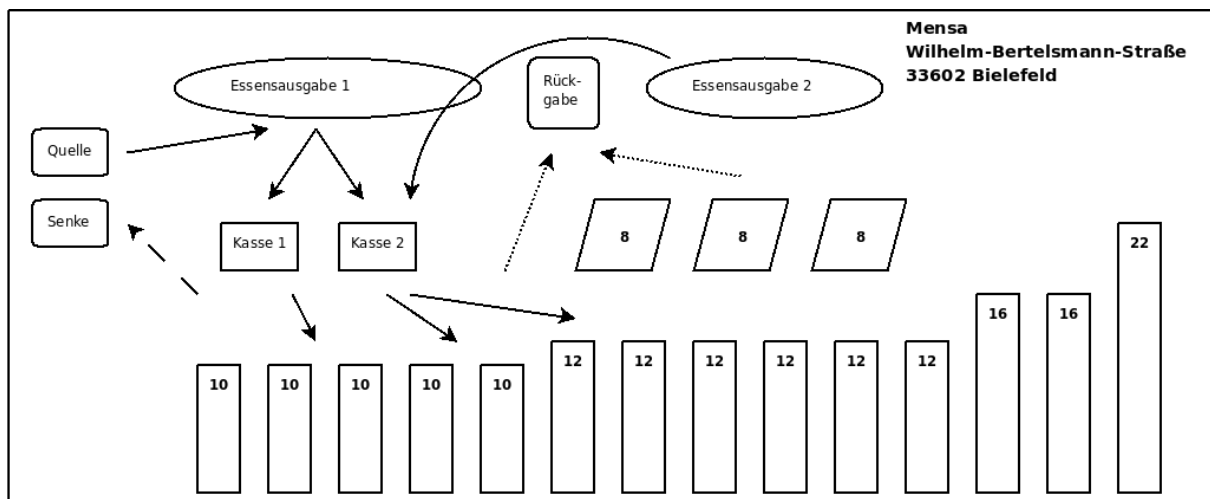 Mensa
Wilhelm-Bertelsmann-Straße
33602 Bielefeld
Essensausgabe 1
Rück-
gabe
Essensausgabe 2
Quelle
Senke
Kasse 1
Kasse 2
8
8
8
22
16
16
12
12
12
12
12
12
10
10
10
10
10